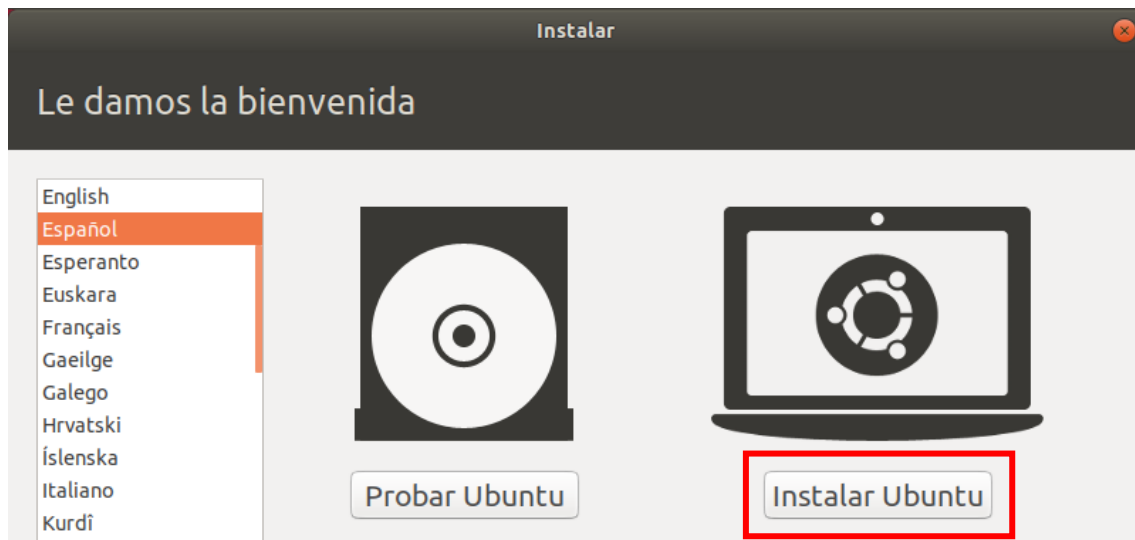 Instalar
Le damos la bienvenida
English
Español
Esperanto
Euskara
Français
Gaeilge
Galego
Hrvatski
Íslenska
Italiano
Kurdî
Probar Ubuntu
Instalar Ubuntu